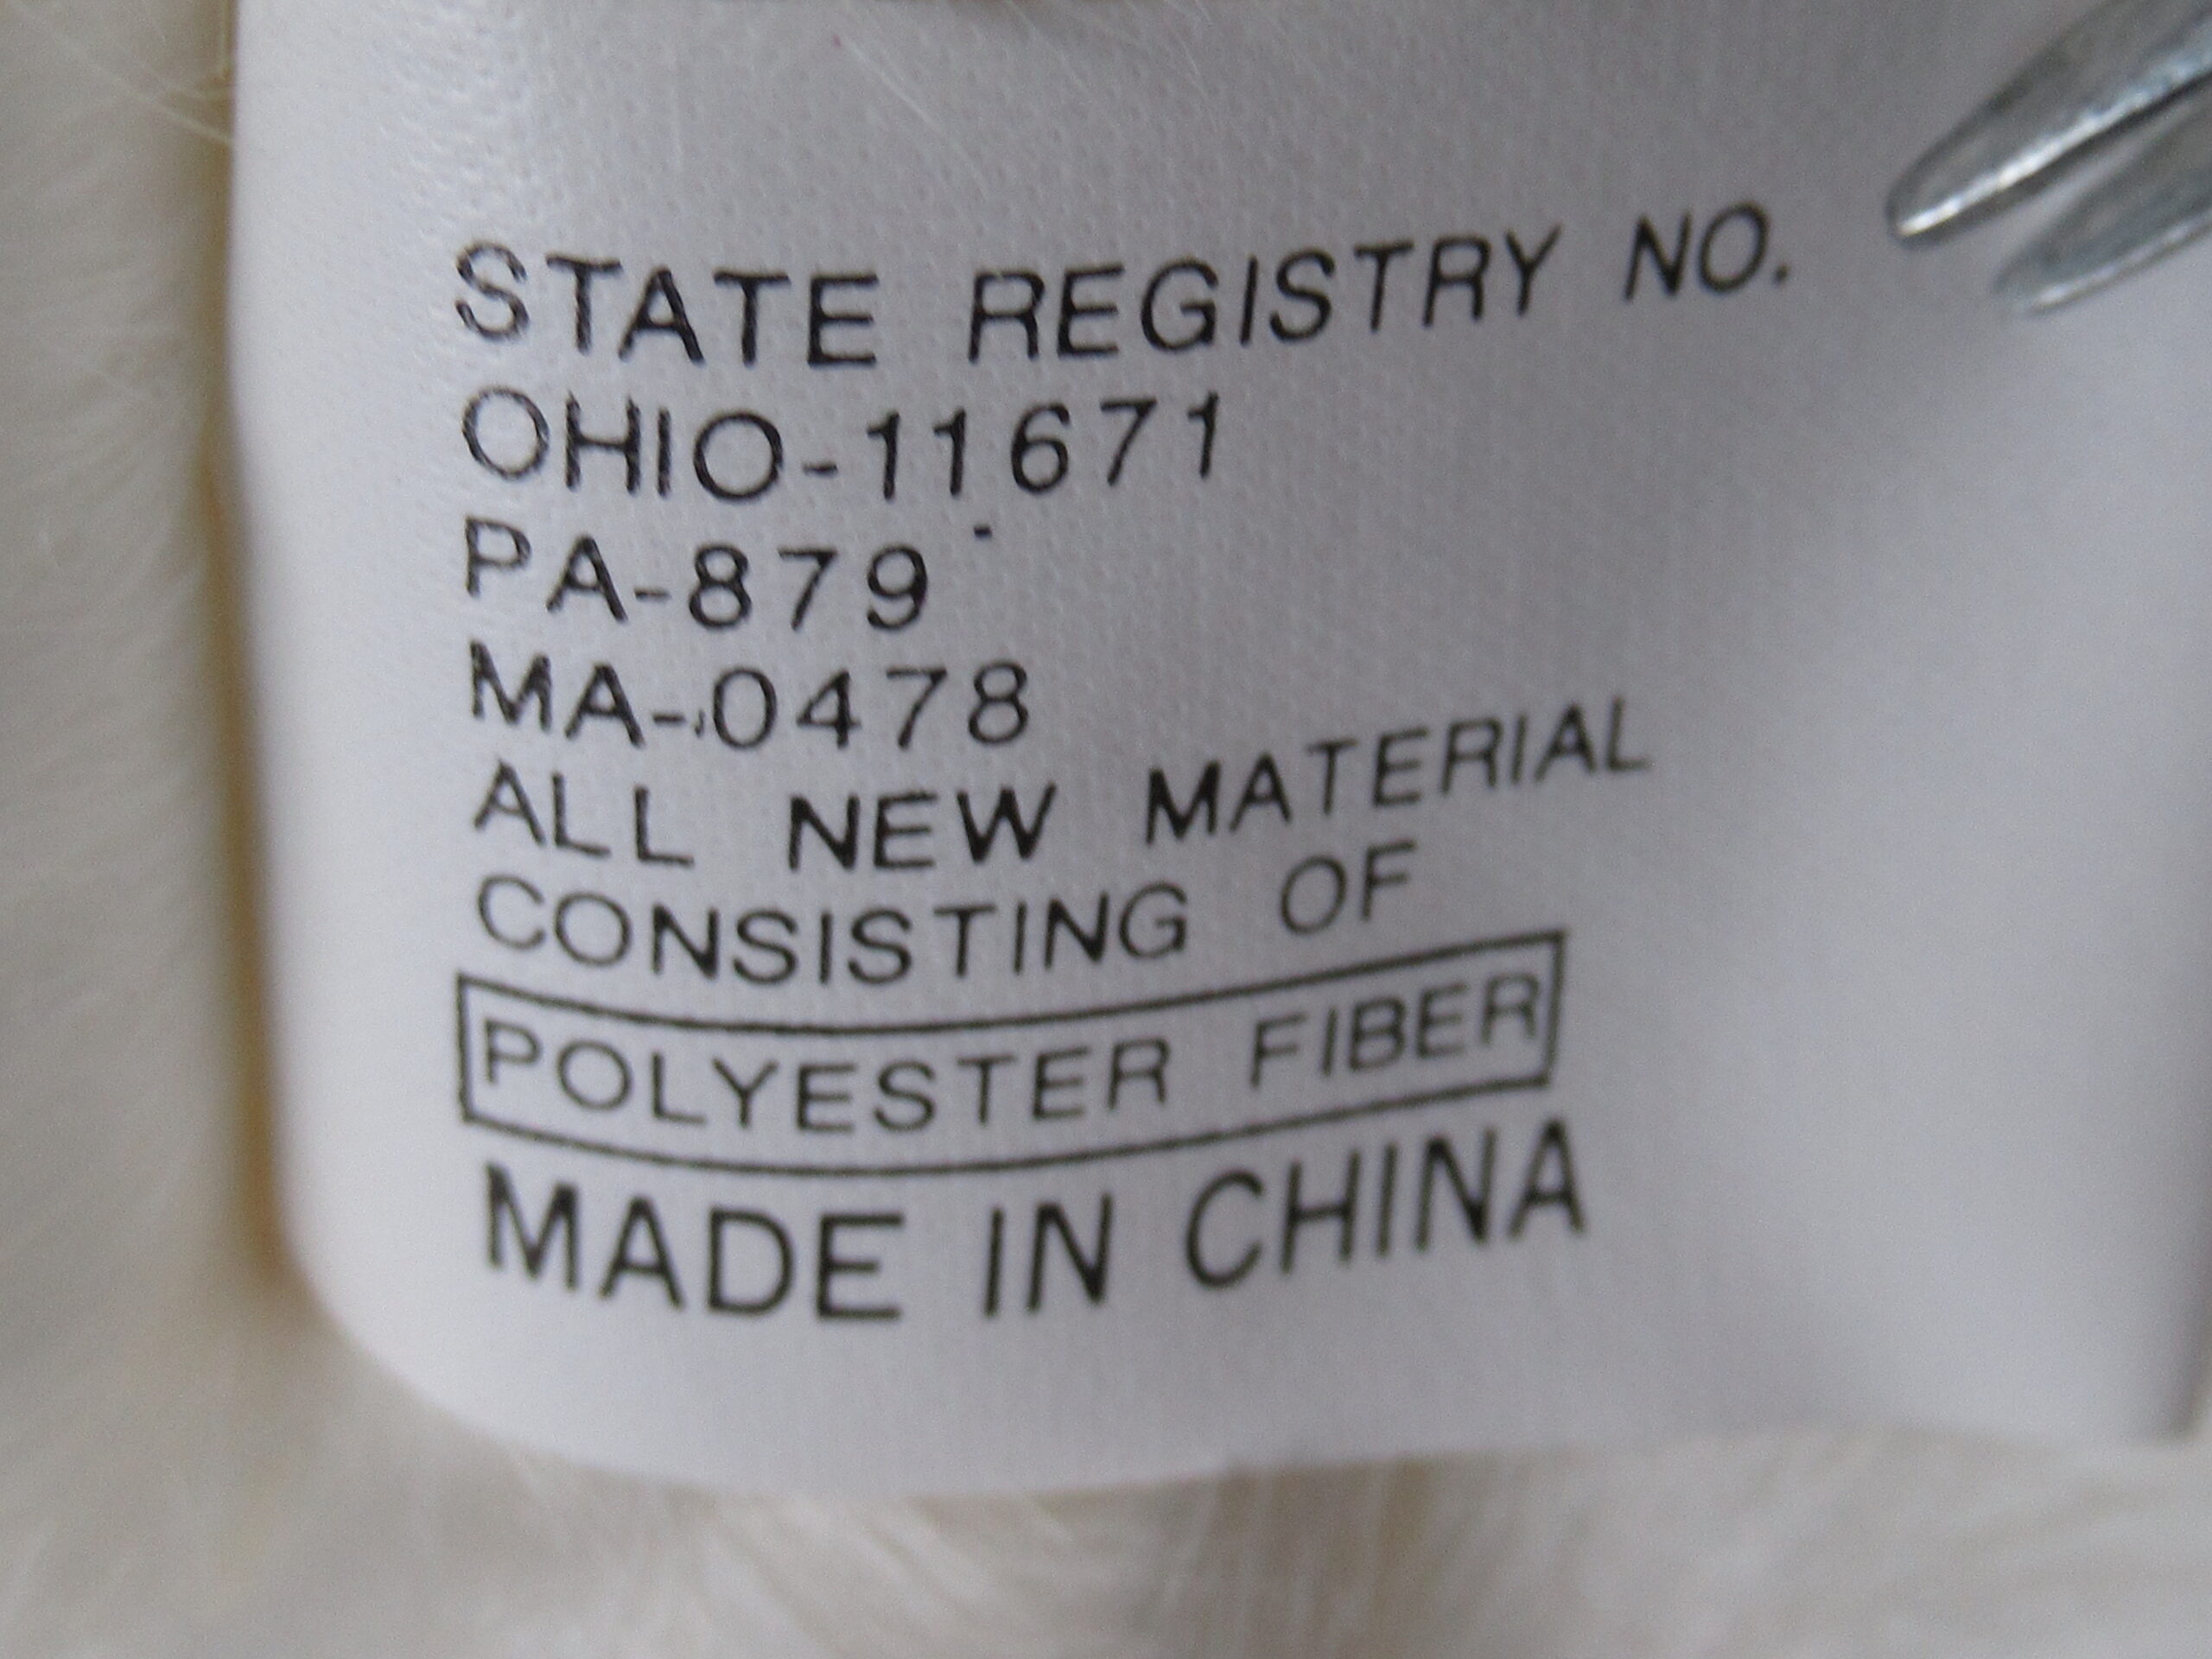 STATE REGISTRY NO.
OHIO-11671
PA-879
MA-0478
ALL NEW MATERIAL
CONSISTING OF
POLYESTER FIBER
MADE IN CHINA